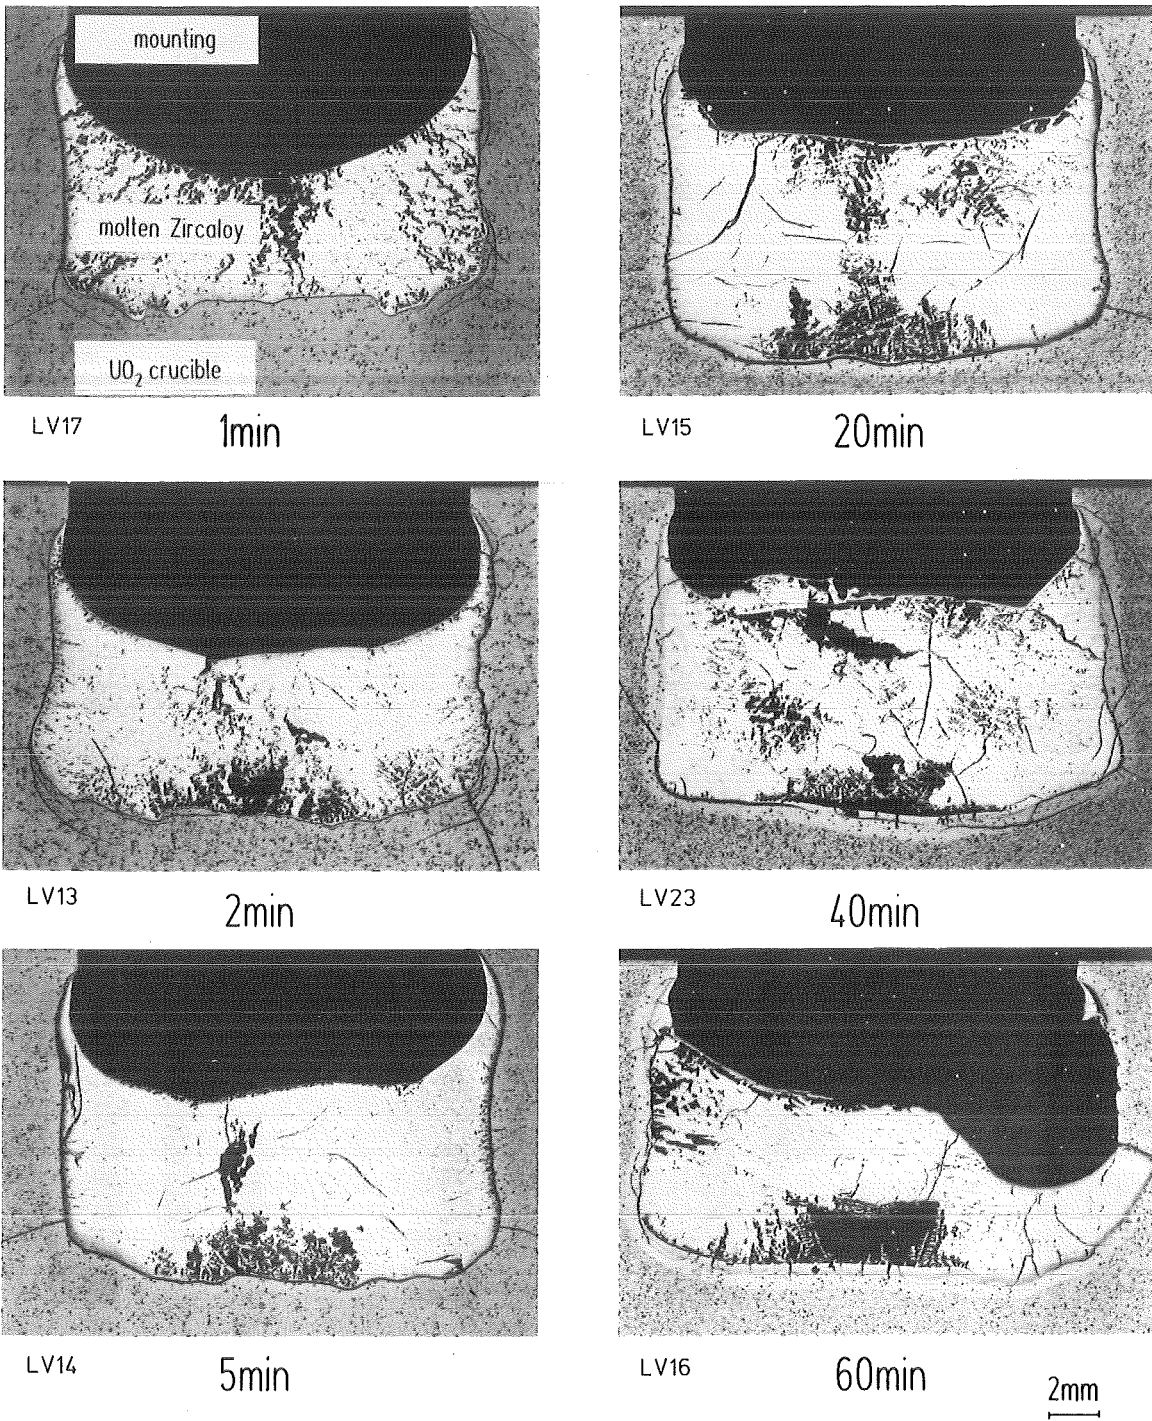 mounting
molten Zircaloy
UO₂ crucible
LV17 1min
LV15 20min
LV13 2min
LV23 40min
LV14 5min
LV16 60min
2mm